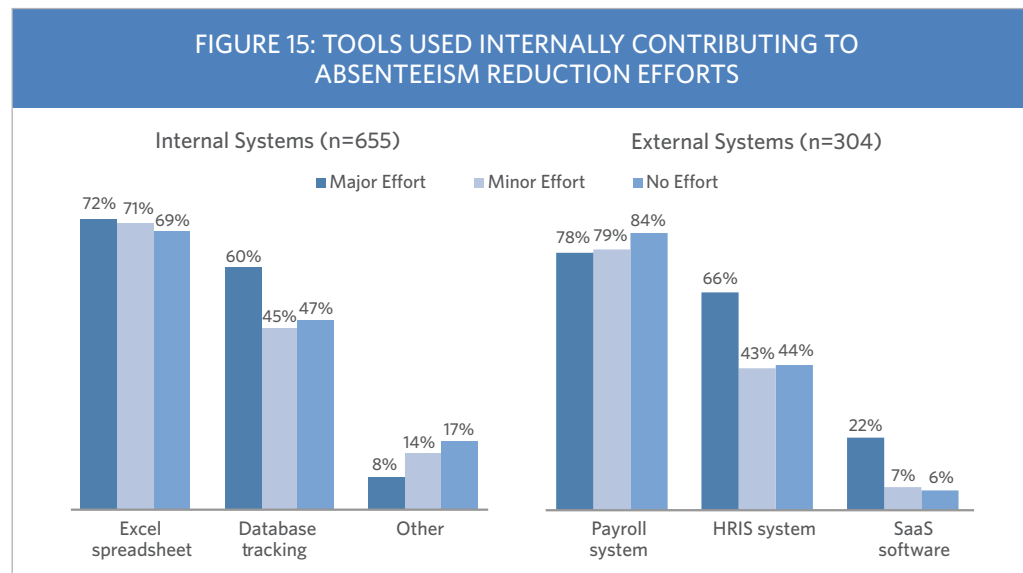 FIGURE 15: TOOLS USED INTERNALLY CONTRIBUTING TO
ABSENTEEISM REDUCTION EFFORTS
Internal Systems (n=655)
External Systems (n=304)
Major Effort
Minor Effort
No Effort
72%
71%
69%
60%
45%
47%
8%
14%
17%
Excel
spreadsheet
Database
tracking
Other
78%
79%
84%
66%
43%
44%
22%
7%
6%
Payroll
system
HRIS system
SaaS
software